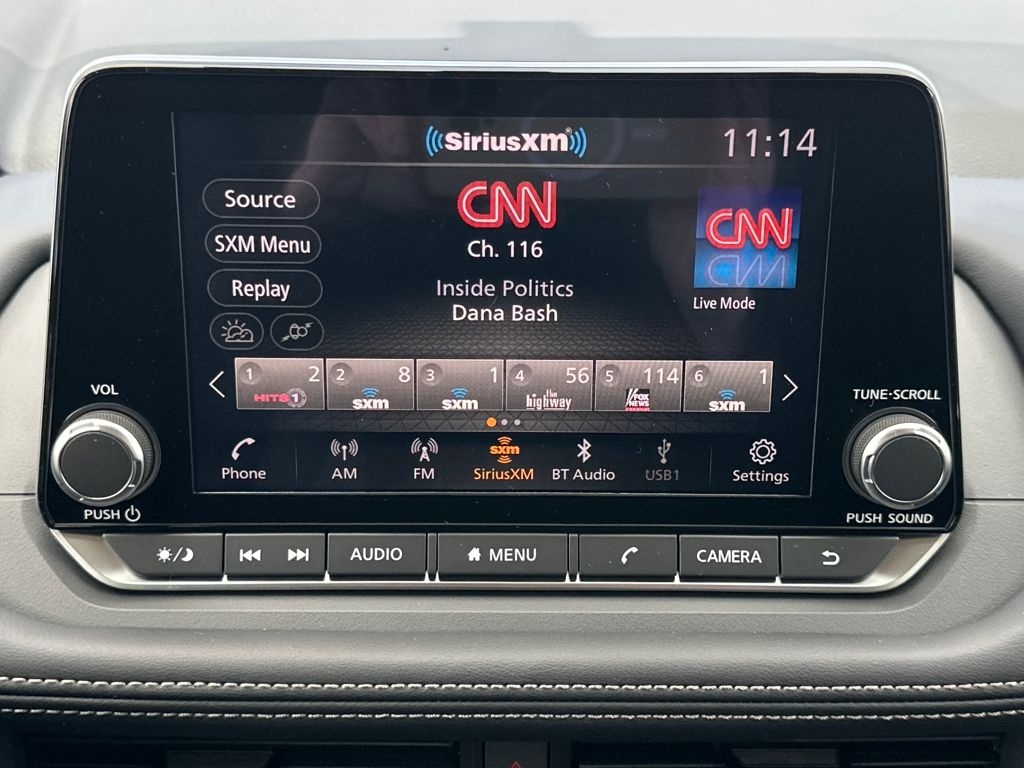 SiriusXM
11:14
Source
SXM Menu
Replay
CNN
Ch. 116
Inside Politics
Dana Bash
CNN
Live Mode
1 2
HITS 1
2 8
sxm
3 1
sxm
4 56
the highway
5 114
FOX NEWS
6 1
sxm
Phone
AM
FM
sxm
SiriusXM
BT Audio
USB1
Settings
VOL
PUSH
TUNE·SCROLL
PUSH SOUND
AUDIO
MENU
CAMERA